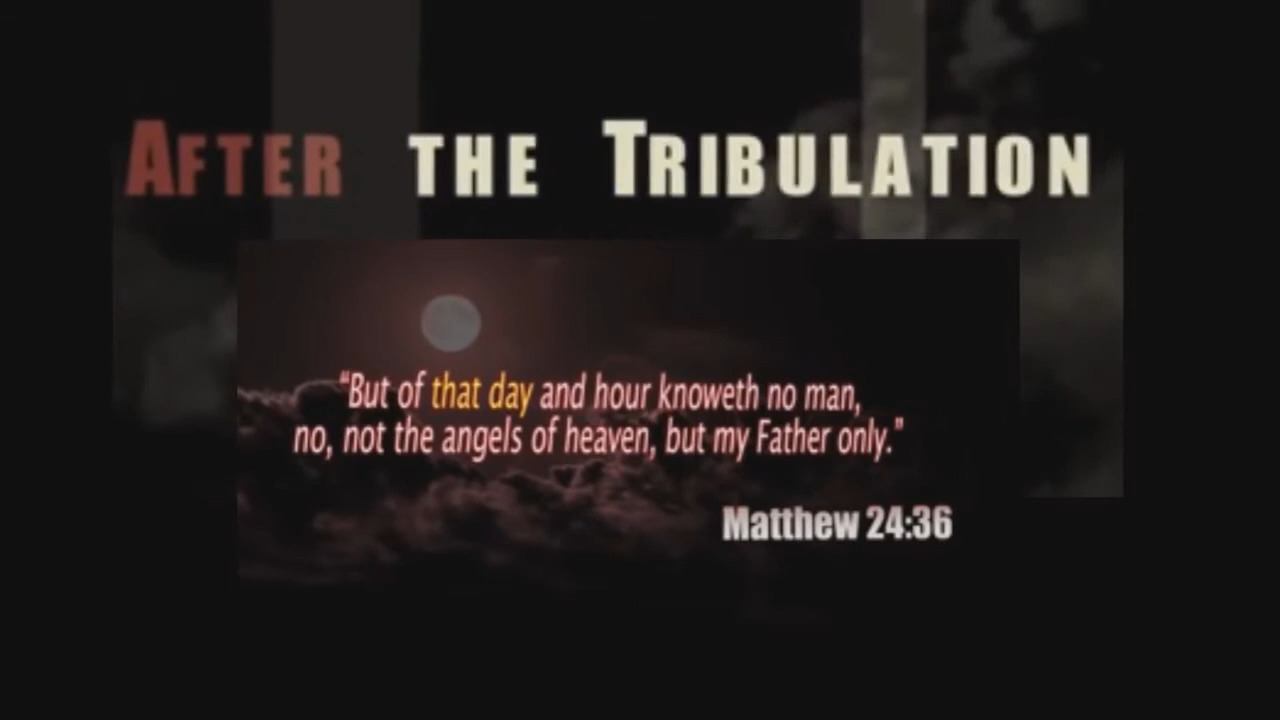 AFTER THE TRIBULATION
“But of that day and hour knoweth no man,
no, not the angels of heaven, but my Father only.”
Matthew 24:36